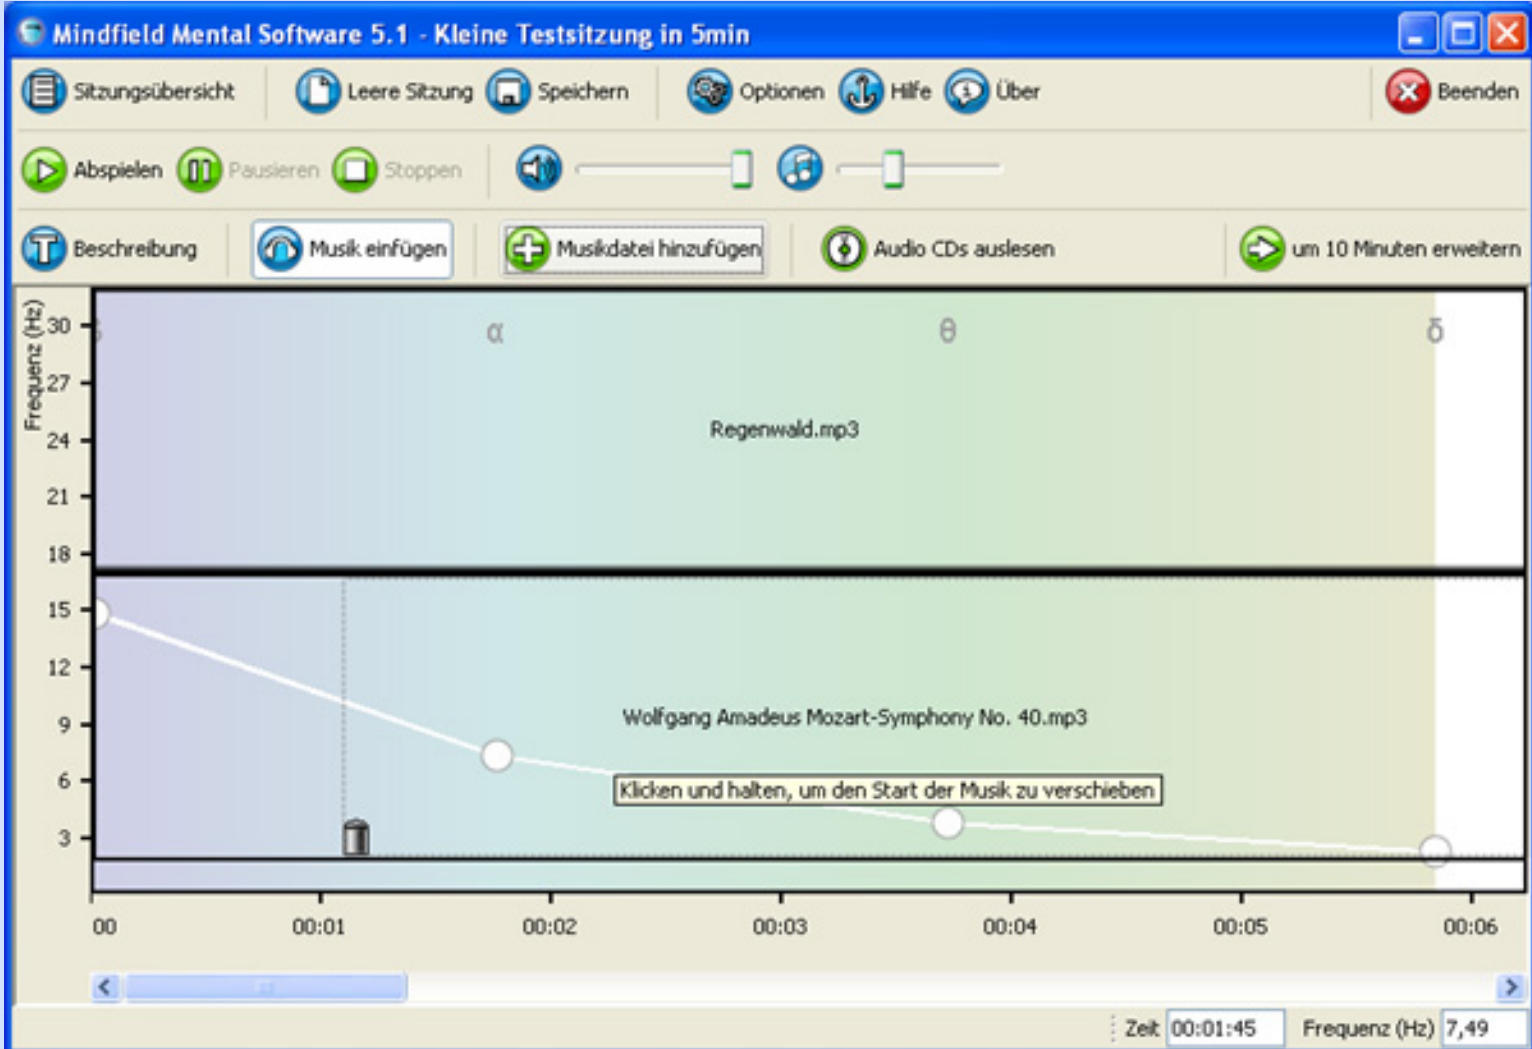 Mindfield Mental Software 5.1 - Kleine Testsitzung in 5min
Sitzungsübersicht Leere Sitzung Speichern Optionen Hilfe Über Beenden
Abspielen Pausieren Stoppen
Beschreibung Musik einfügen Musikdatei hinzufügen Audio CDs auslesen um 10 Minuten erweitern
Frequenz (Hz)
30
α θ δ
27
Regenwald.mp3
24
21
18
15
12
9
Wolfgang Amadeus Mozart-Symphony No. 40.mp3
6
Klicken und halten, um den Start der Musik zu verschieben
3
00 00:01 00:02 00:03 00:04 00:05 00:06
Zeit 00:01:45 Frequenz (Hz) 7,49